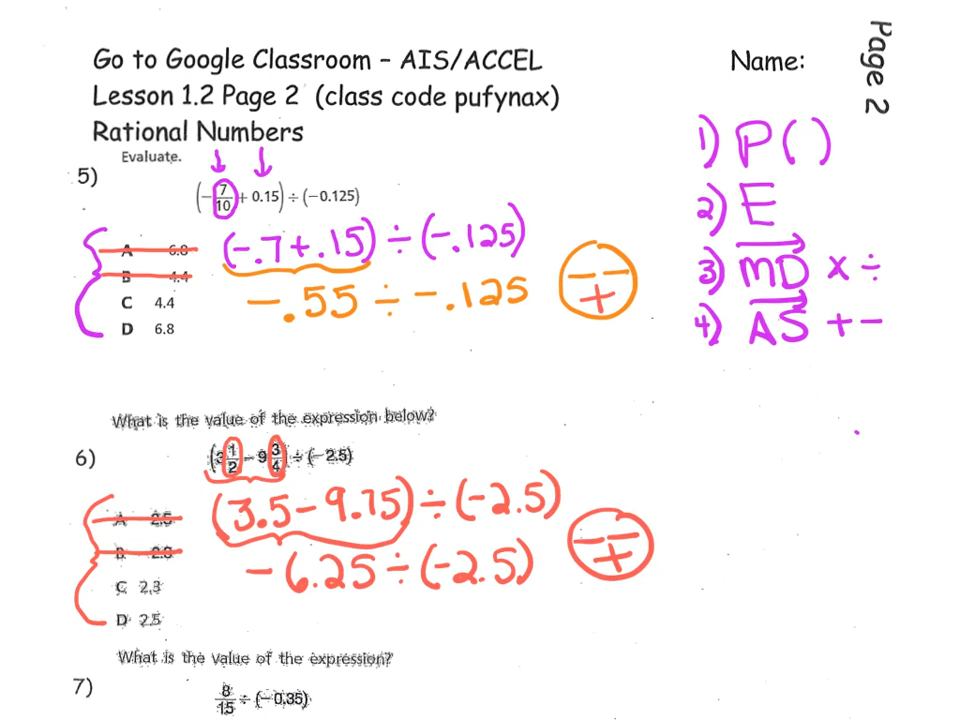 Page 2
Go to Google Classroom – AIS/ACCEL
Name:
Lesson 1.2 Page 2 (class code pufynax)
Rational Numbers
Evaluate.
5)
(-7/10 + 0.15) ÷ (-0.125)
(-.7+.15) ÷ (-.125)
-.55 ÷ -.125
- -
+
A 6.8
B 4.4
C 4.4
D 6.8
1) P ( )
2) E
3) MD x ÷
4) AS + -
What is the value of the expression below?
6)
(3 1/2 - 9 3/4) ÷ (-2.5)
(3.5 - 9.75) ÷ (-2.5)
-6.25 ÷ (-2.5)
- -
+
A 2.5
B 2.3
C 2.3
D 2.5
What is the value of the expression?
7)
8/15 ÷ (-0.35)